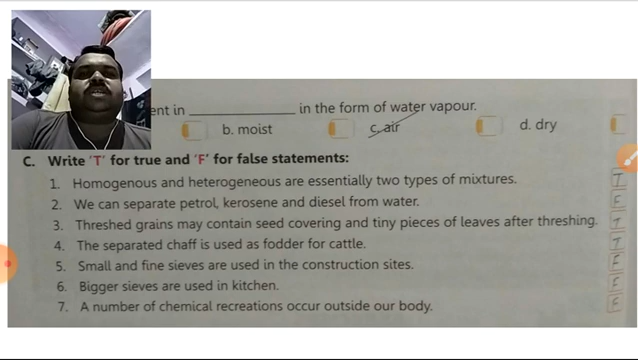 ent in ____________ in the form of water vapour.
b. moist c. air d. dry
C. Write 'T' for true and 'F' for false statements:
1. Homogenous and heterogeneous are essentially two types of mixtures. T
2. We can separate petrol, kerosene and diesel from water. F
3. Threshed grains may contain seed covering and tiny pieces of leaves after threshing. T
4. The separated chaff is used as fodder for cattle. T
5. Small and fine sieves are used in the construction sites. F
6. Bigger sieves are used in kitchen. F
7. A number of chemical recreations occur outside our body. F